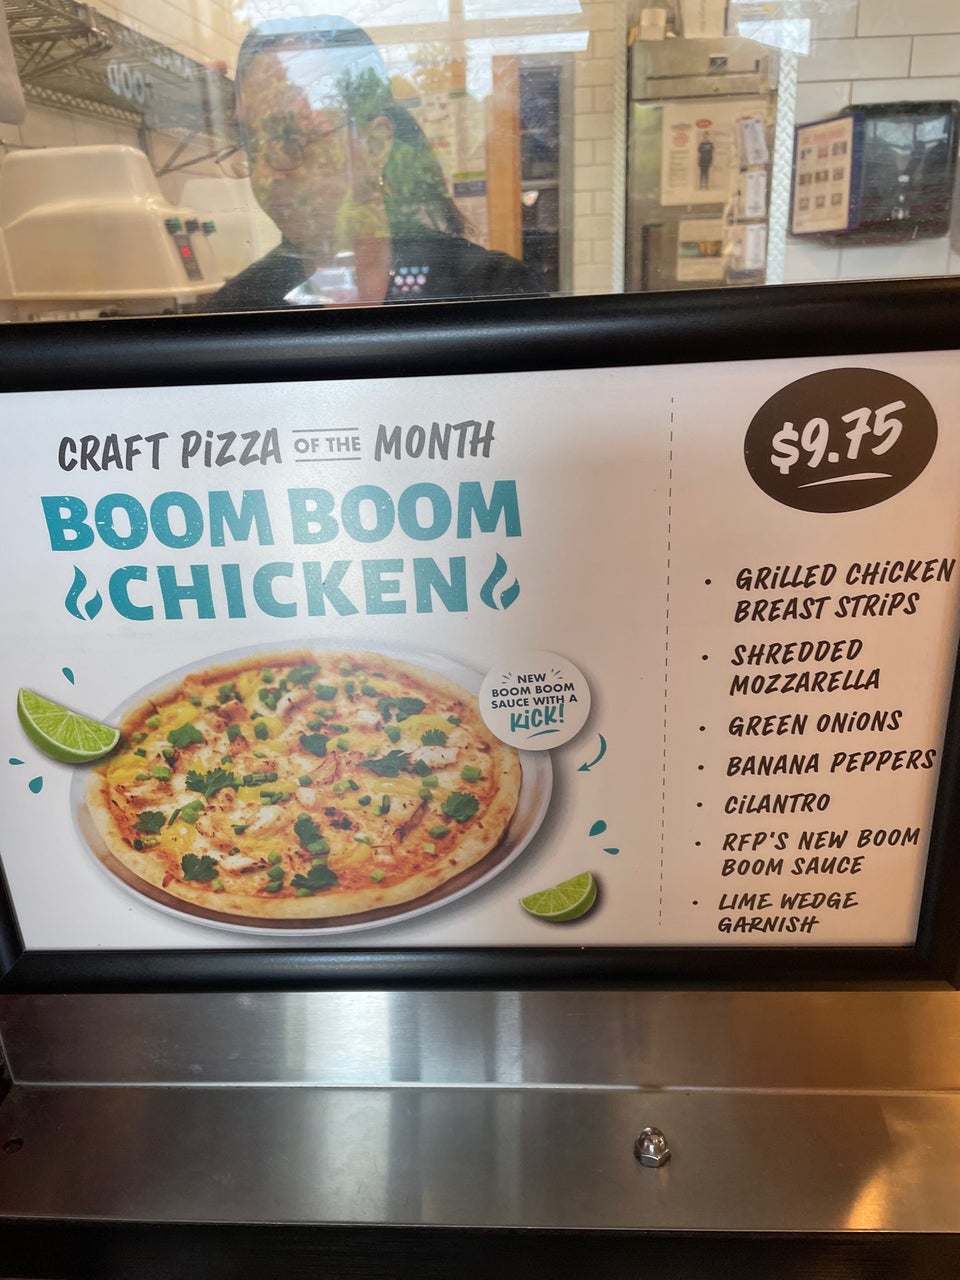 CRAFT PiZZA OF THE MONTH
BOOM BOOM
CHICKEN
NEW
BOOM BOOM
SAUCE WITH A
KiCK!
$9.75
• GRiLLED CHiCKEN
BREAST STRiPS
• SHREDDED
MOZZARELLA
• GREEN ONiONS
• BANANA PEPPERS
• CiLANTRO
• RFP'S NEW BOOM
BOOM SAUCE
• LIME WEDGE
GARNISH